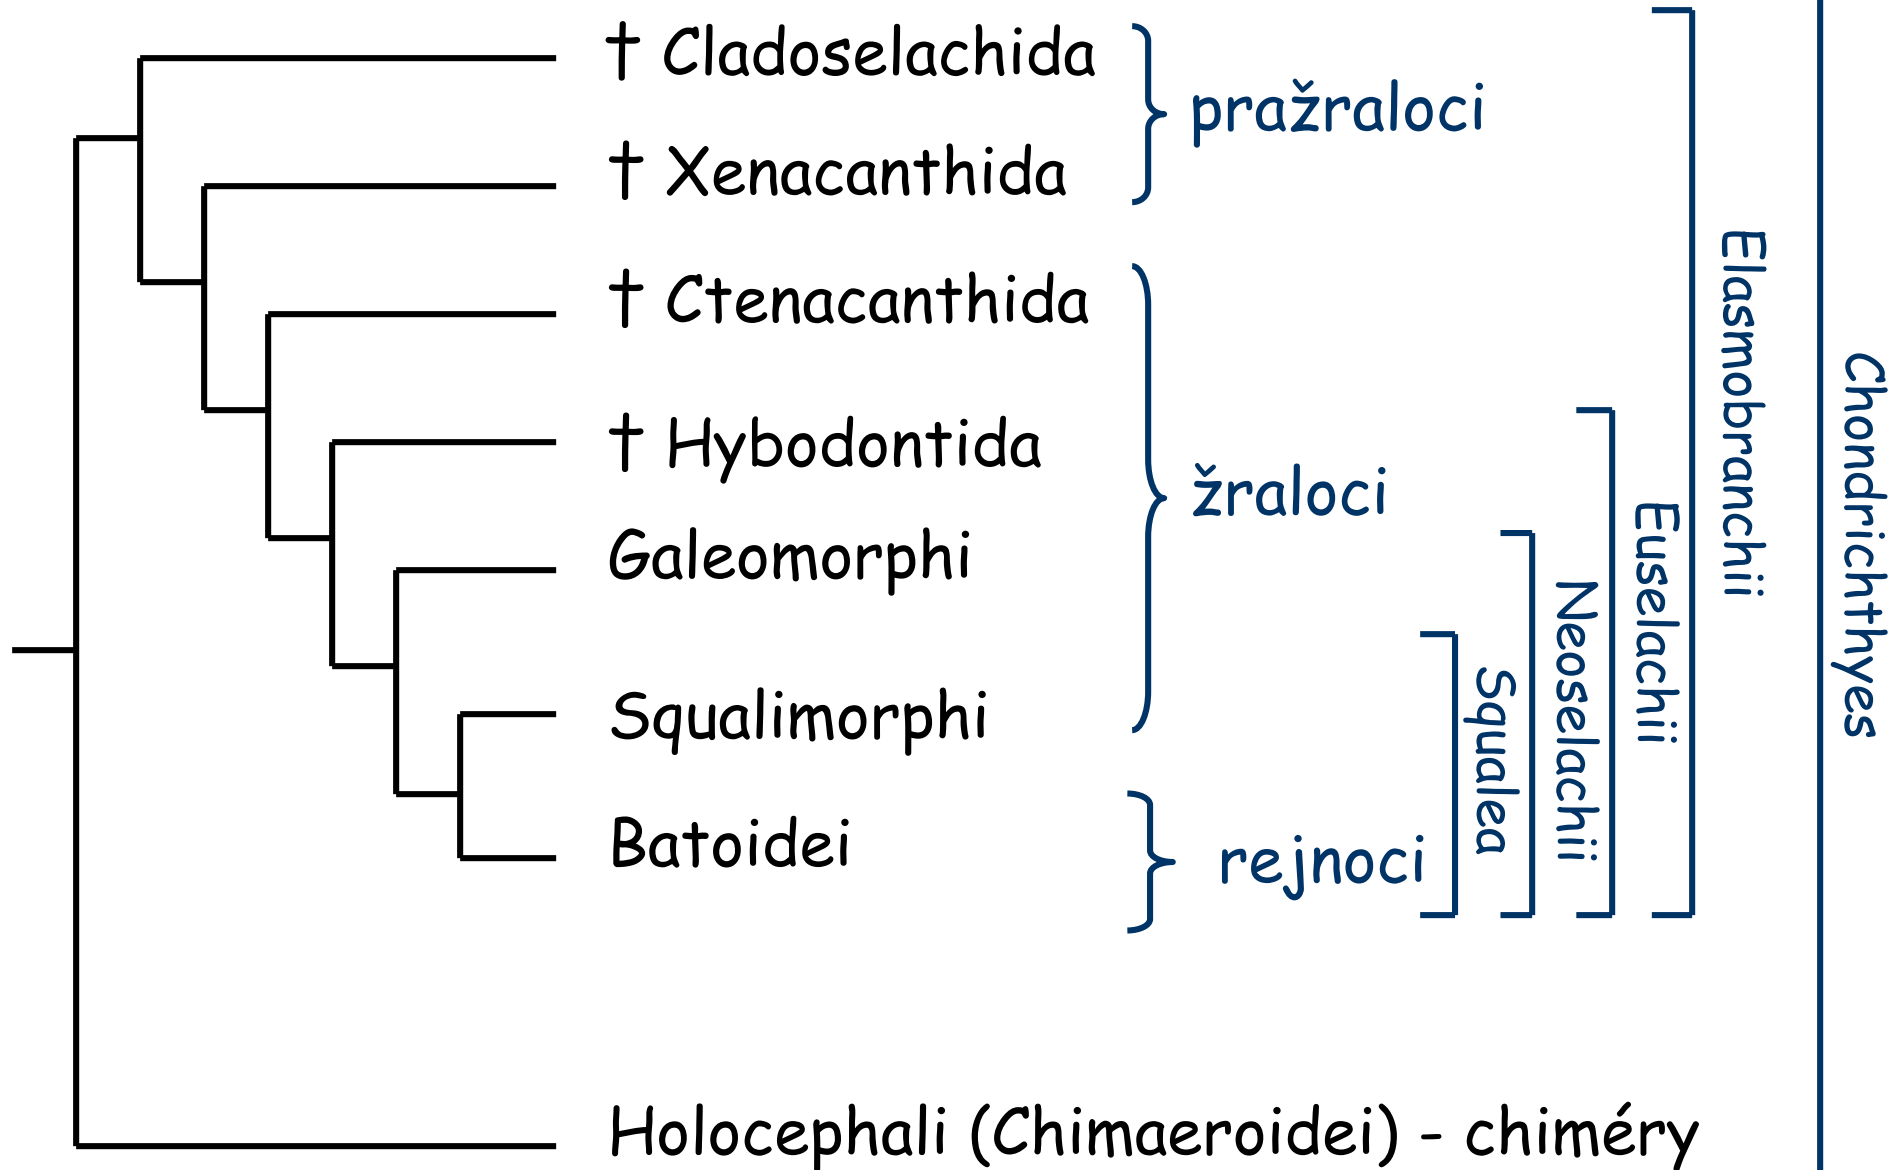 † Cladoselachida
pražraloci
† Xenacanthida
† Ctenacanthida
† Hybodontida
žraloci
Galeomorphi
Squalimorphi
Batoidei
rejnoci
Squalea
Neoselachii
Euselachii
Elasmobranchii
Chondrichthyes
Holocephali (Chimaeroidei) - chiméry